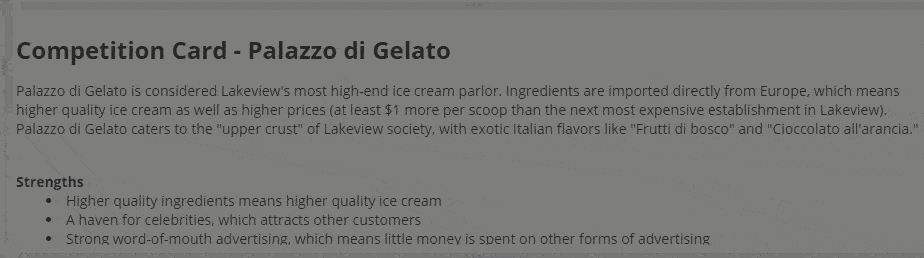 Competition Card - Palazzo di Gelato
Palazzo di Gelato is considered Lakeview's most high-end ice cream parlor. Ingredients are imported directly from Europe, which means
higher quality ice cream as well as higher prices (at least $1 more per scoop than the next most expensive establishment in Lakeview).
Palazzo di Gelato caters to the "upper crust" of Lakeview society, with exotic Italian flavors like "Frutti di bosco" and "Cioccolato all'arancia."
Strengths
• Higher quality ingredients means higher quality ice cream
• A haven for celebrities, which attracts other customers
• Strong word-of-mouth advertising, which means little money is spent on other forms of advertising